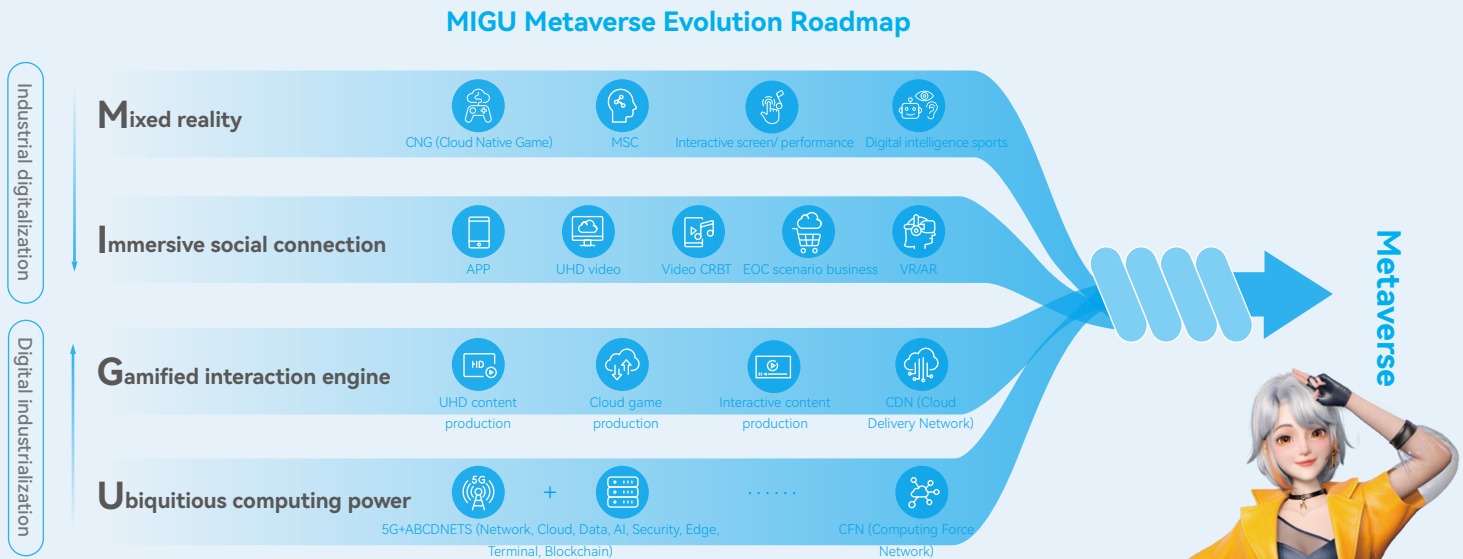 MIGU Metaverse Evolution Roadmap
Industrial digitalization
Mixed reality
CNG (Cloud Native Game)
MSC
Interactive screen/ performance
Digital intelligence sports
Immersive social connection
APP
UHD video
Video CRBT
EOC scenario business
VR/AR
Metaverse
Digital industrialization
Gamified interaction engine
HD
UHD content
production
Cloud game
production
Interactive content
production
CDN (Cloud
Delivery Network)
Ubiquitious computing power
5G
+
......
5G+ABCDNETS (Network, Cloud, Data, AI, Security, Edge,
Terminal, Blockchain)
CFN (Computing Force
Network)